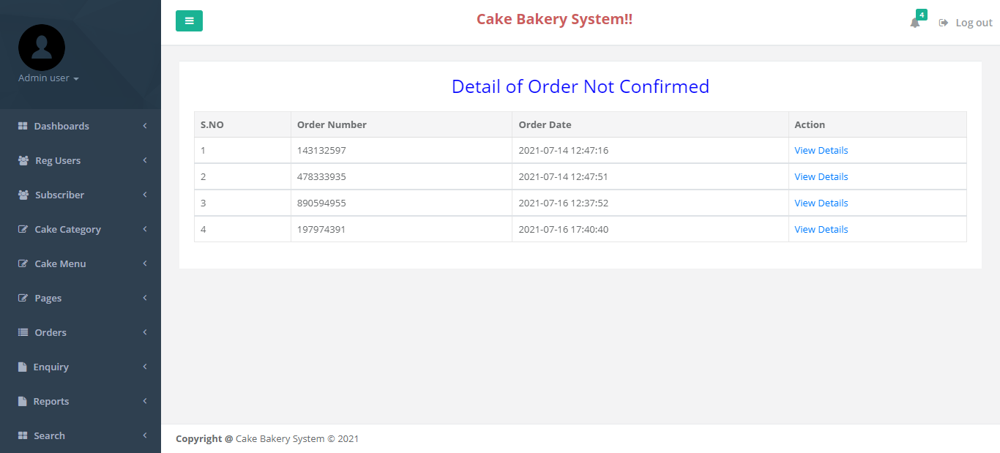 Cake Bakery System!!
4
Log out
Admin user
Dashboards
Reg Users
Subscriber
Cake Category
Cake Menu
Pages
Orders
Enquiry
Reports
Search
Detail of Order Not Confirmed
S.NO Order Number Order Date Action
1 143132597 2021-07-14 12:47:16 View Details
2 478333935 2021-07-14 12:47:51 View Details
3 890594955 2021-07-16 12:37:52 View Details
4 197974391 2021-07-16 17:40:40 View Details
Copyright @ Cake Bakery System © 2021